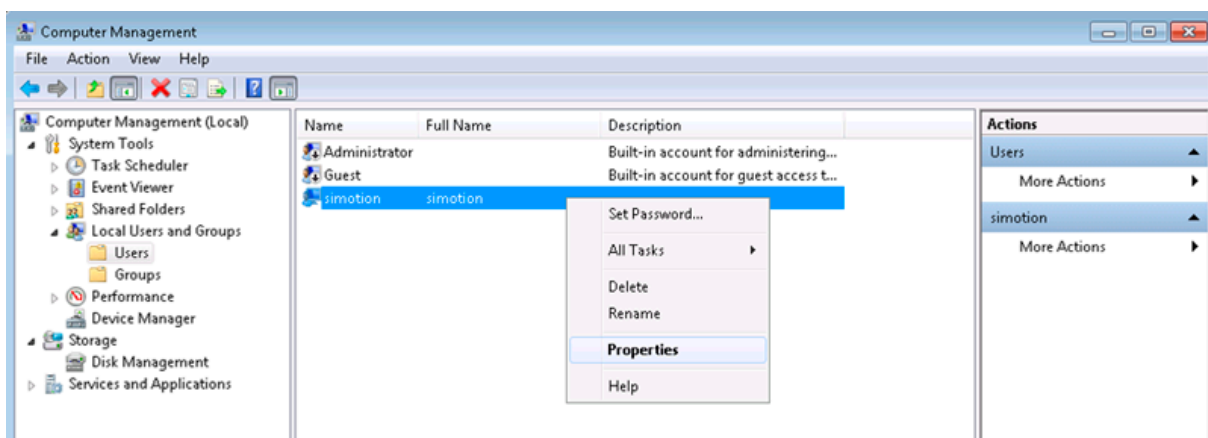 Computer Management
File Action View Help
Computer Management (Local)
System Tools
Task Scheduler
Event Viewer
Shared Folders
Local Users and Groups
Users
Groups
Performance
Device Manager
Storage
Disk Management
Services and Applications
Name Full Name Description
Administrator Built-in account for administering...
Guest Built-in account for guest access t...
simotion simotion
Set Password...
All Tasks
Delete
Rename
Properties
Help
Actions
Users
More Actions
simotion
More Actions